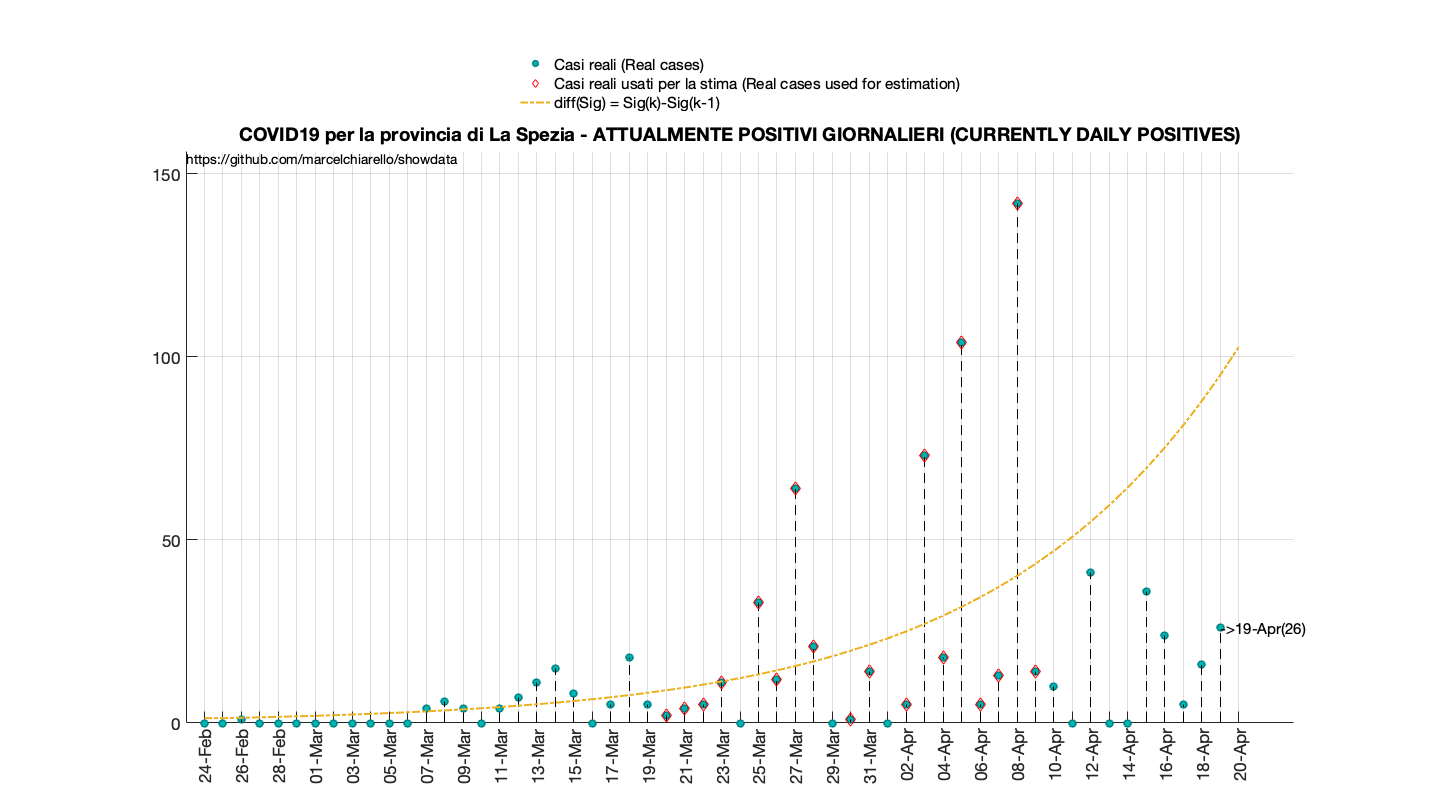 Casi reali (Real cases)
Casi reali usati per la stima (Real cases used for estimation)
diff(Sig) = Sig(k)-Sig(k-1)
COVID19 per la provincia di La Spezia - ATTUALMENTE POSITIVI GIORNALIERI (CURRENTLY DAILY POSITIVES)
https://github.com/marcelchiarello/showdata
150
100
50
0
->19-Apr(26)
24-Feb
26-Feb
28-Feb
01-Mar
03-Mar
05-Mar
07-Mar
09-Mar
11-Mar
13-Mar
15-Mar
17-Mar
19-Mar
21-Mar
23-Mar
25-Mar
27-Mar
29-Mar
31-Mar
02-Apr
04-Apr
06-Apr
08-Apr
10-Apr
12-Apr
14-Apr
16-Apr
18-Apr
20-Apr